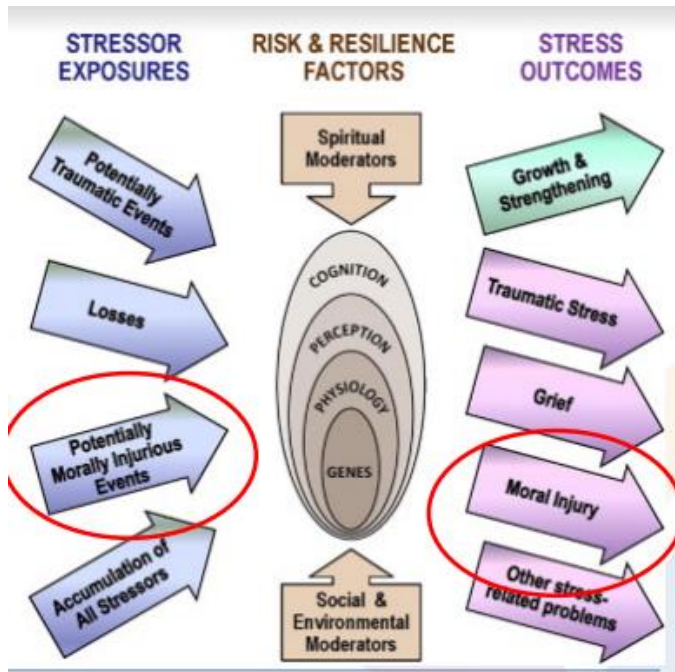 STRESSOR
EXPOSURES
Potentially
Traumatic Events
Losses
Potentially
Morally Injurious
Events
Accumulation of
All Stressors
RISK & RESILIENCE
FACTORS
Spiritual
Moderators
COGNITION
PERCEPTION
PHYSIOLOGY
GENES
Social &
Environmental
Moderators
STRESS
OUTCOMES
Growth &
Strengthening
Traumatic Stress
Grief
Moral Injury
Other stress-
related problems